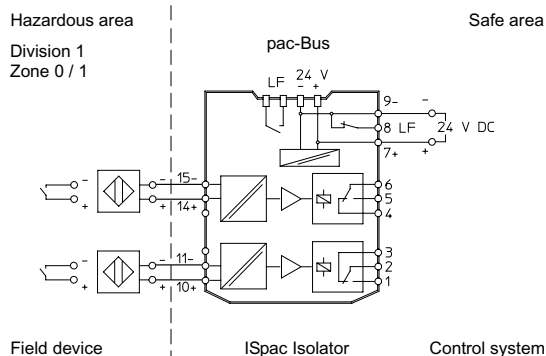 Hazardous area
Safe area
Division 1
Zone 0 / 1
pac-Bus
LF 24 V
- +
9- -
8 LF 24 V DC
7+ +
- - 15- 6
5
+ + 14+ 4
- - 11- 3
2
+ + 10+ 1
Field device
ISpac Isolator
Control system